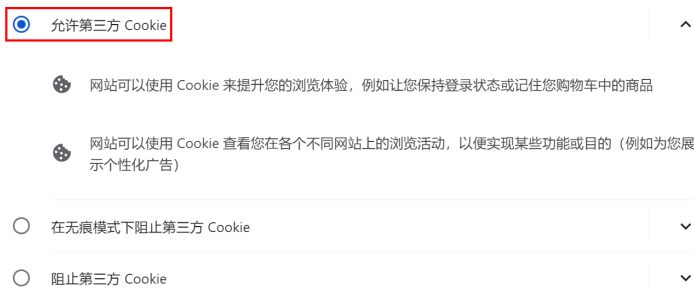 允许第三方 Cookie
网站可以使用 Cookie 来提升您的浏览体验，例如让您保持登录状态或记住您购物车中的商品
网站可以使用 Cookie 查看您在各个不同网站上的浏览活动，以便实现某些功能或目的（例如为您展
示个性化广告）
在无痕模式下阻止第三方 Cookie
阻止第三方 Cookie